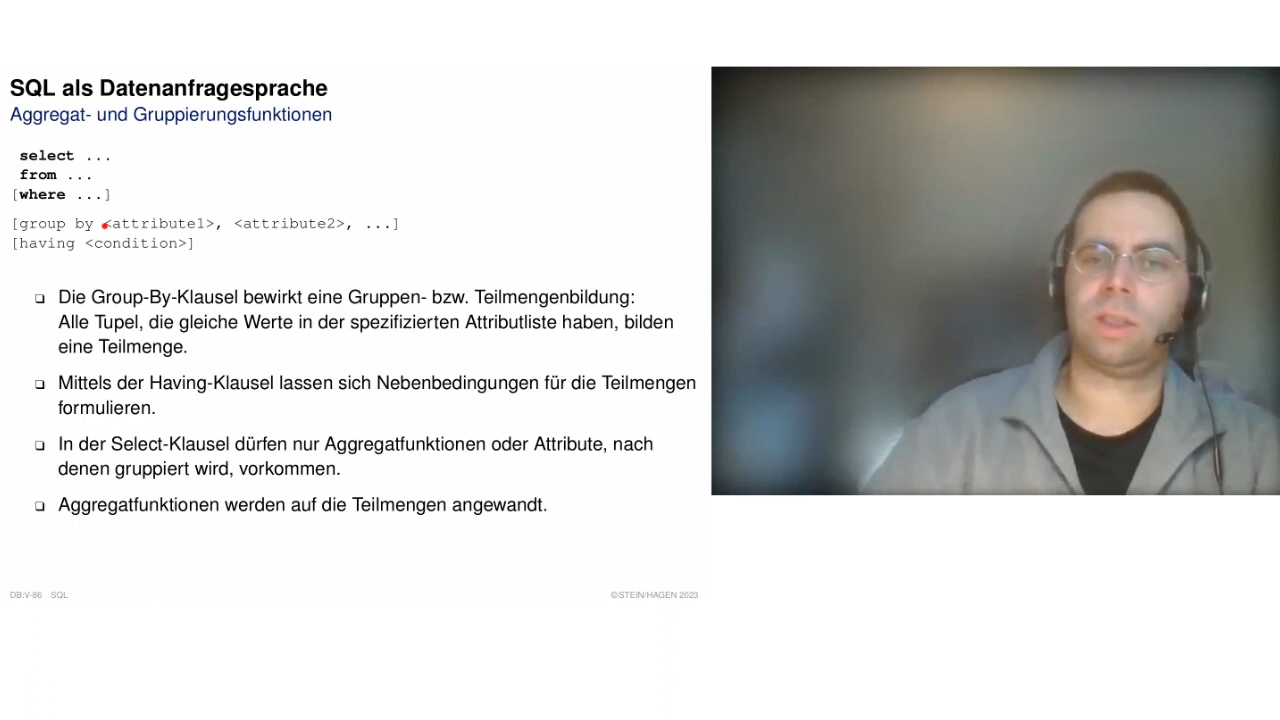 SQL als Datenanfragesprache
Aggregat- und Gruppierungsfunktionen
select ...
from ...
[where ...]
[group by <attribute1>, <attribute2>, ...]
[having <condition>]
❑ Die Group-By-Klausel bewirkt eine Gruppen- bzw. Teilmengenbildung:
Alle Tupel, die gleiche Werte in der spezifizierten Attributliste haben, bilden
eine Teilmenge.
❑ Mittels der Having-Klausel lassen sich Nebenbedingungen für die Teilmengen
formulieren.
❑ In der Select-Klausel dürfen nur Aggregatfunktionen oder Attribute, nach
denen gruppiert wird, vorkommen.
❑ Aggregatfunktionen werden auf die Teilmengen angewandt.
DB:V-86 SQL ©STEIN/HAGEN 2023